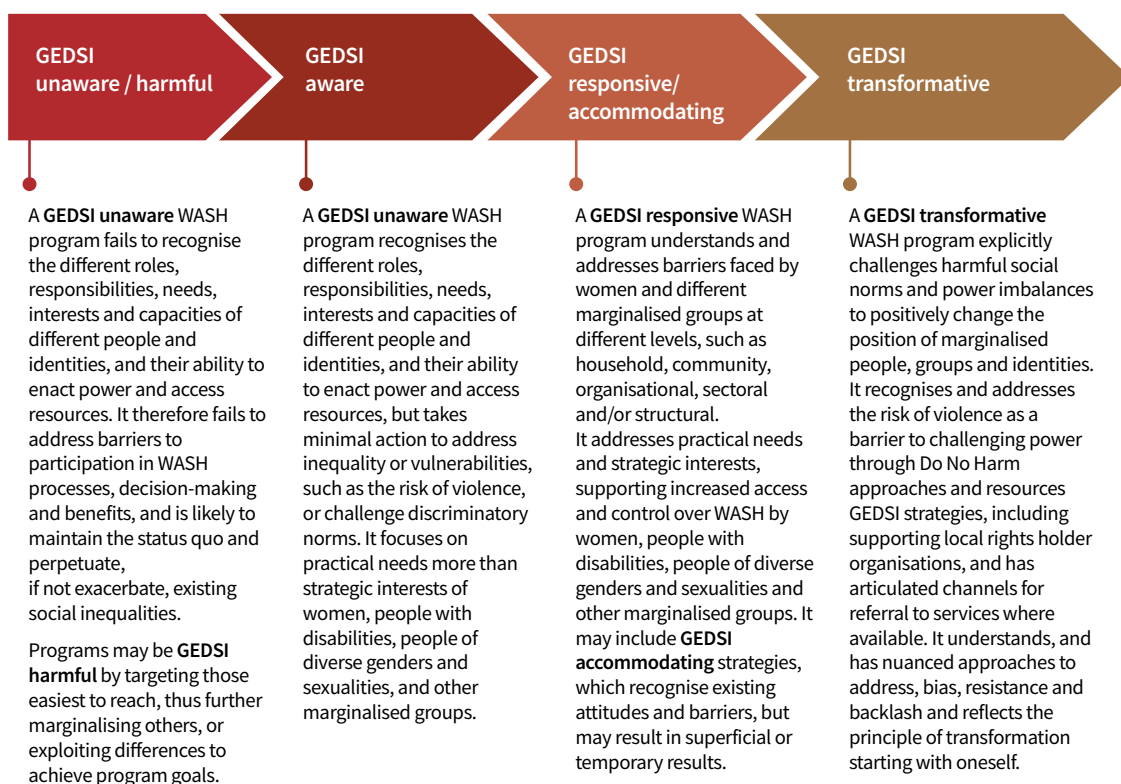 GEDSI
unaware / harmful
GEDSI
aware
GEDSI
responsive/
accommodating
GEDSI
transformative
A GEDSI unaware WASH
program fails to recognise
the different roles,
responsibilities, needs,
interests and capacities of
different people and
identities, and their ability to
enact power and access
resources. It therefore fails to
address barriers to
participation in WASH
processes, decision-making
and benefits, and is likely to
maintain the status quo and
perpetuate,
if not exacerbate, existing
social inequalities.
Programs may be GEDSI
harmful by targeting those
easiest to reach, thus further
marginalising others, or
exploiting differences to
achieve program goals.
A GEDSI unaware WASH
program recognises the
different roles,
responsibilities, needs,
interests and capacities of
different people and
identities, and their ability
to enact power and access
resources, but takes
minimal action to address
inequality or vulnerabilities,
such as the risk of violence,
or challenge discriminatory
norms. It focuses on
practical needs more than
strategic interests of
women, people with
disabilities, people of
diverse genders and
sexualities, and other
marginalised groups.
A GEDSI responsive WASH
program understands and
addresses barriers faced by
women and different
marginalised groups at
different levels, such as
household, community,
organisational, sectoral
and/or structural.
It addresses practical needs
and strategic interests,
supporting increased access
and control over WASH by
women, people with
disabilities, people of diverse
genders and sexualities and
other marginalised groups. It
may include GEDSI
accommodating strategies,
which recognise existing
attitudes and barriers, but
may result in superficial or
temporary results.
A GEDSI transformative
WASH program explicitly
challenges harmful social
norms and power imbalances
to positively change the
position of marginalised
people, groups and identities.
It recognises and addresses
the risk of violence as a
barrier to challenging power
through Do No Harm
approaches and resources
GEDSI strategies, including
supporting local rights holder
organisations, and has
articulated channels for
referral to services where
available. It understands, and
has nuanced approaches to
address, bias, resistance and
backlash and reflects the
principle of transformation
starting with oneself.